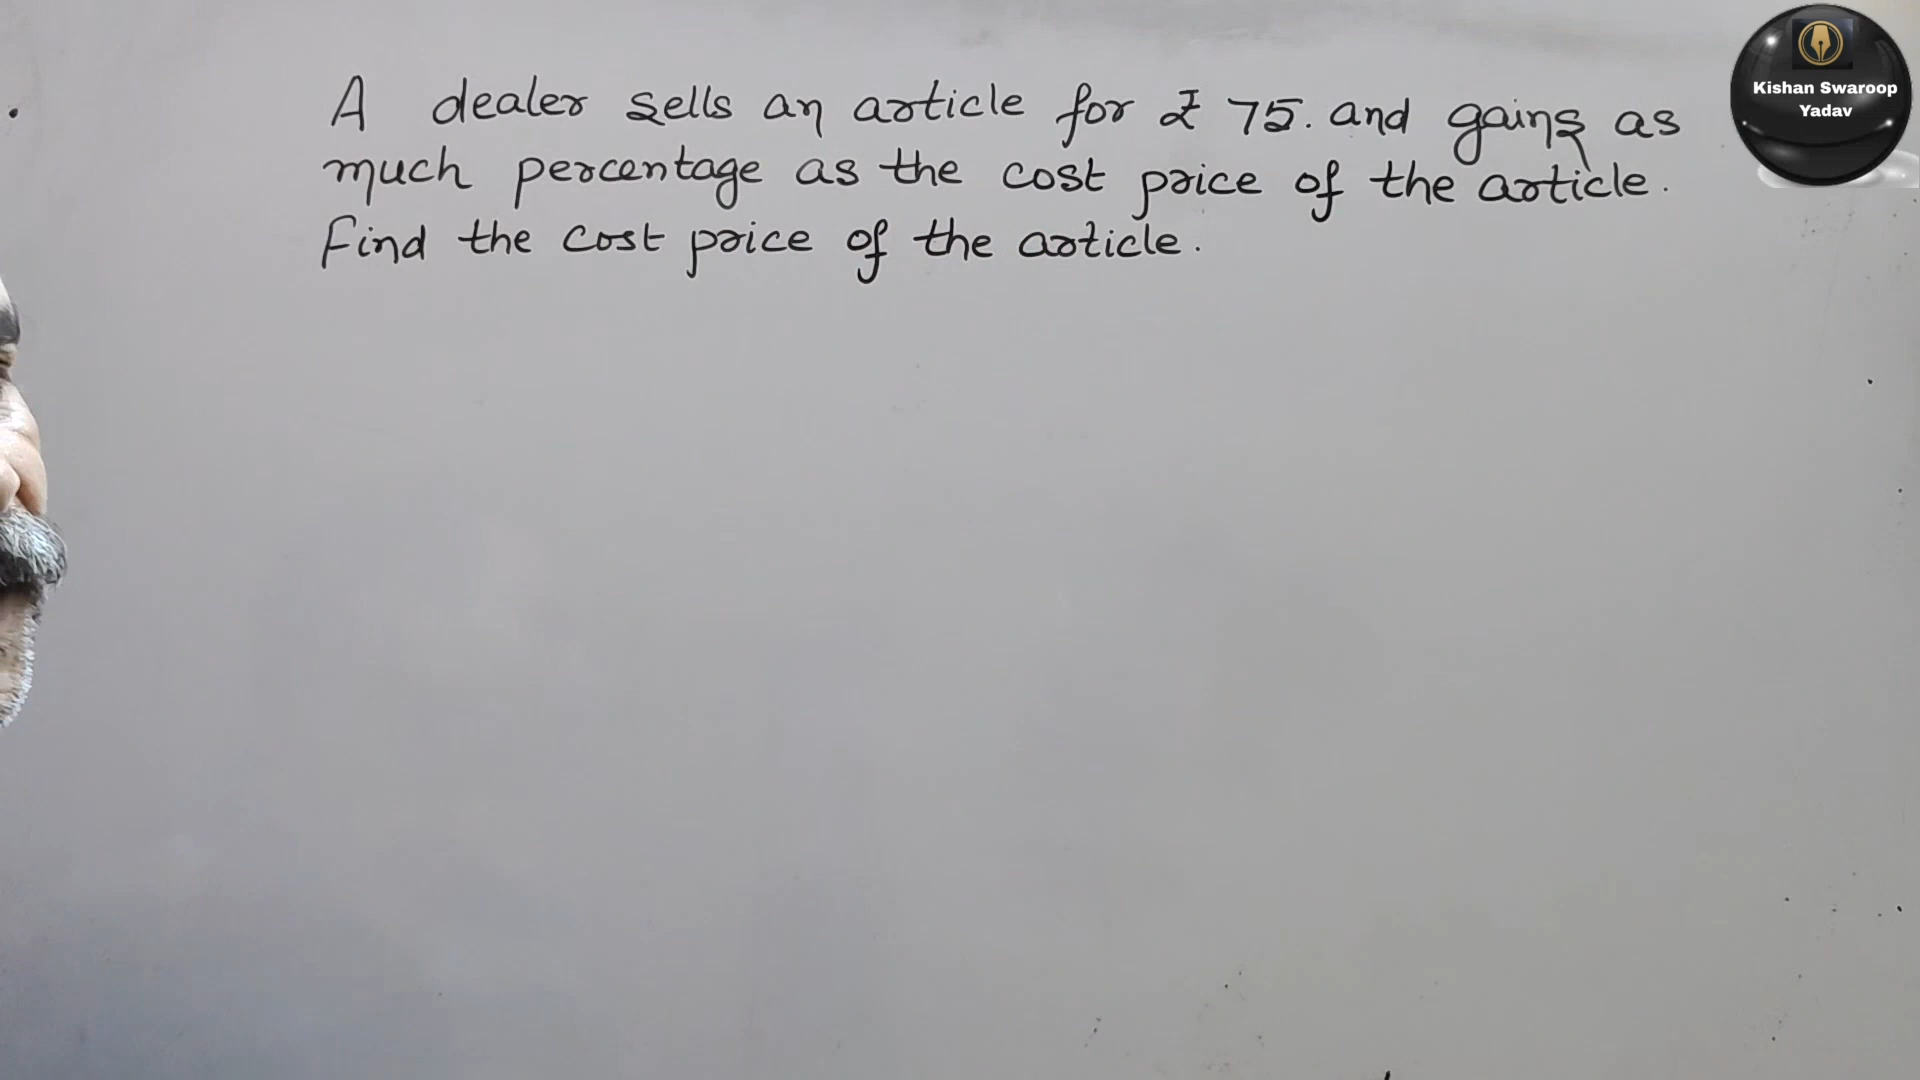 A dealer sells an article for ₹ 75. and gains as
much percentage as the cost price of the article.
Find the cost price of the article.
Kishan Swaroop
Yadav